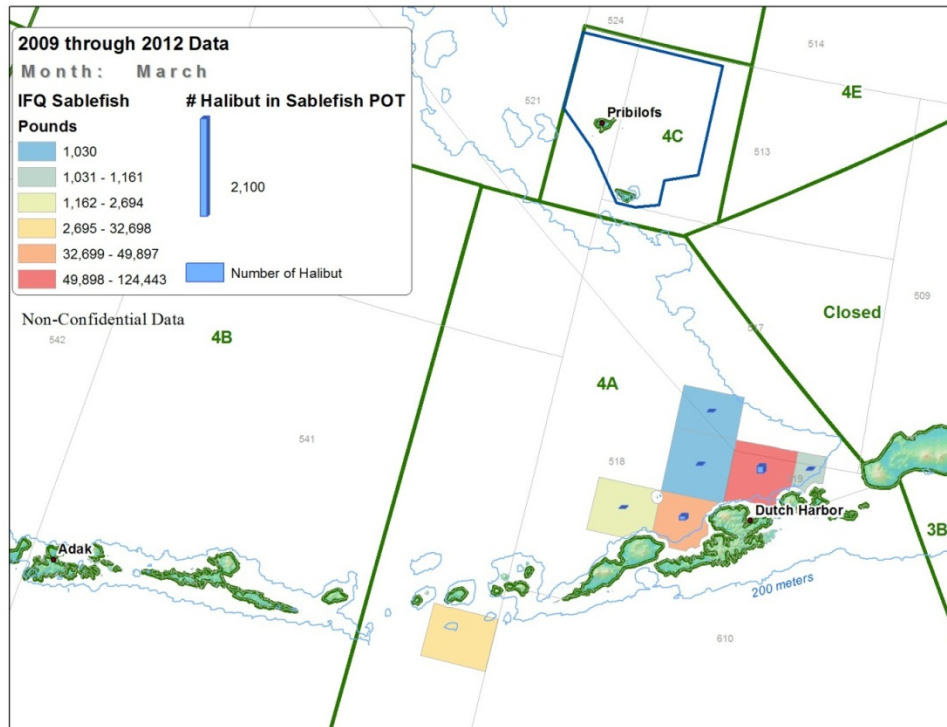 2009 through 2012 Data
Month: March
IFQ Sablefish
Pounds
1,030
1,031 - 1,161
1,162 - 2,694
2,695 - 32,698
32,699 - 49,897
49,898 - 124,443
# Halibut in Sablefish POT
2,100
Number of Halibut
Non-Confidential Data
524
514
521
4E
Pribilofs
4C
513
509
Closed
517
542
4B
4A
541
518
Dutch Harbor
3B
Adak
200 meters
610